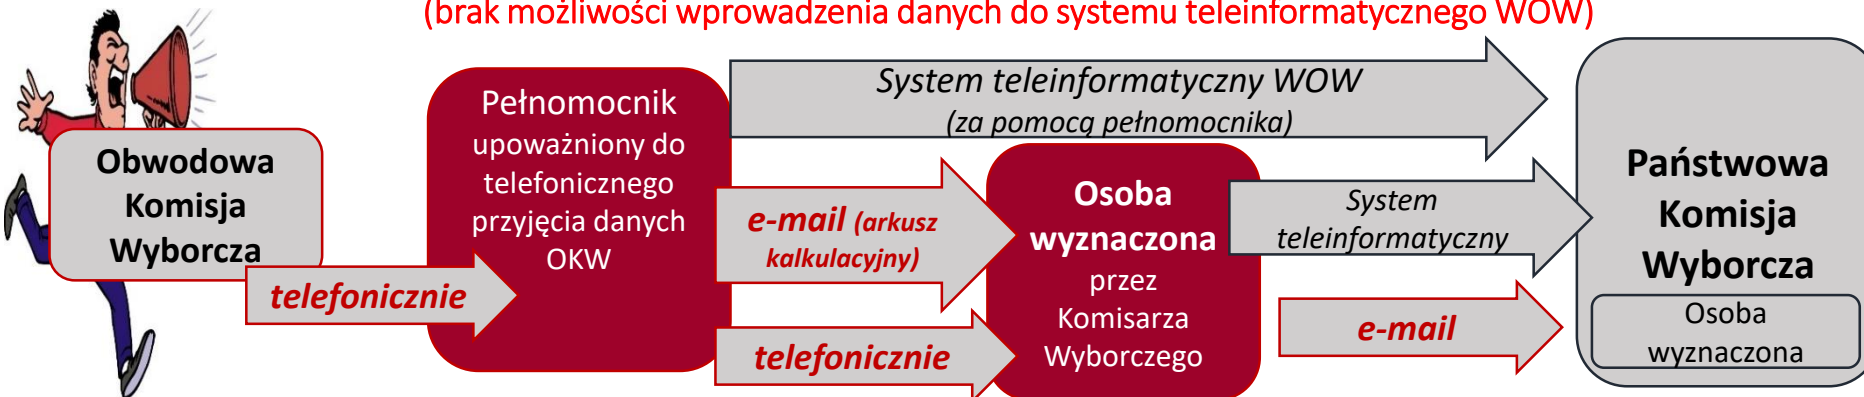 (brak możliwości wprowadzenia danych do systemu teleinformatycznego WOW)
Obwodowa
Komisja
Wyborcza
telefonicznie
Pełnomocnik
upoważniony do
telefonicznego
przyjęcia danych
OKW
System teleinformatyczny WOW
(za pomocą pełnomocnika)
e-mail (arkusz
kalkulacyjny)
telefonicznie
Osoba
wyznaczona
przez
Komisarza
Wyborczego
System
teleinformatyczny
e-mail
Państwowa
Komisja
Wyborcza
Osoba
wyznaczona